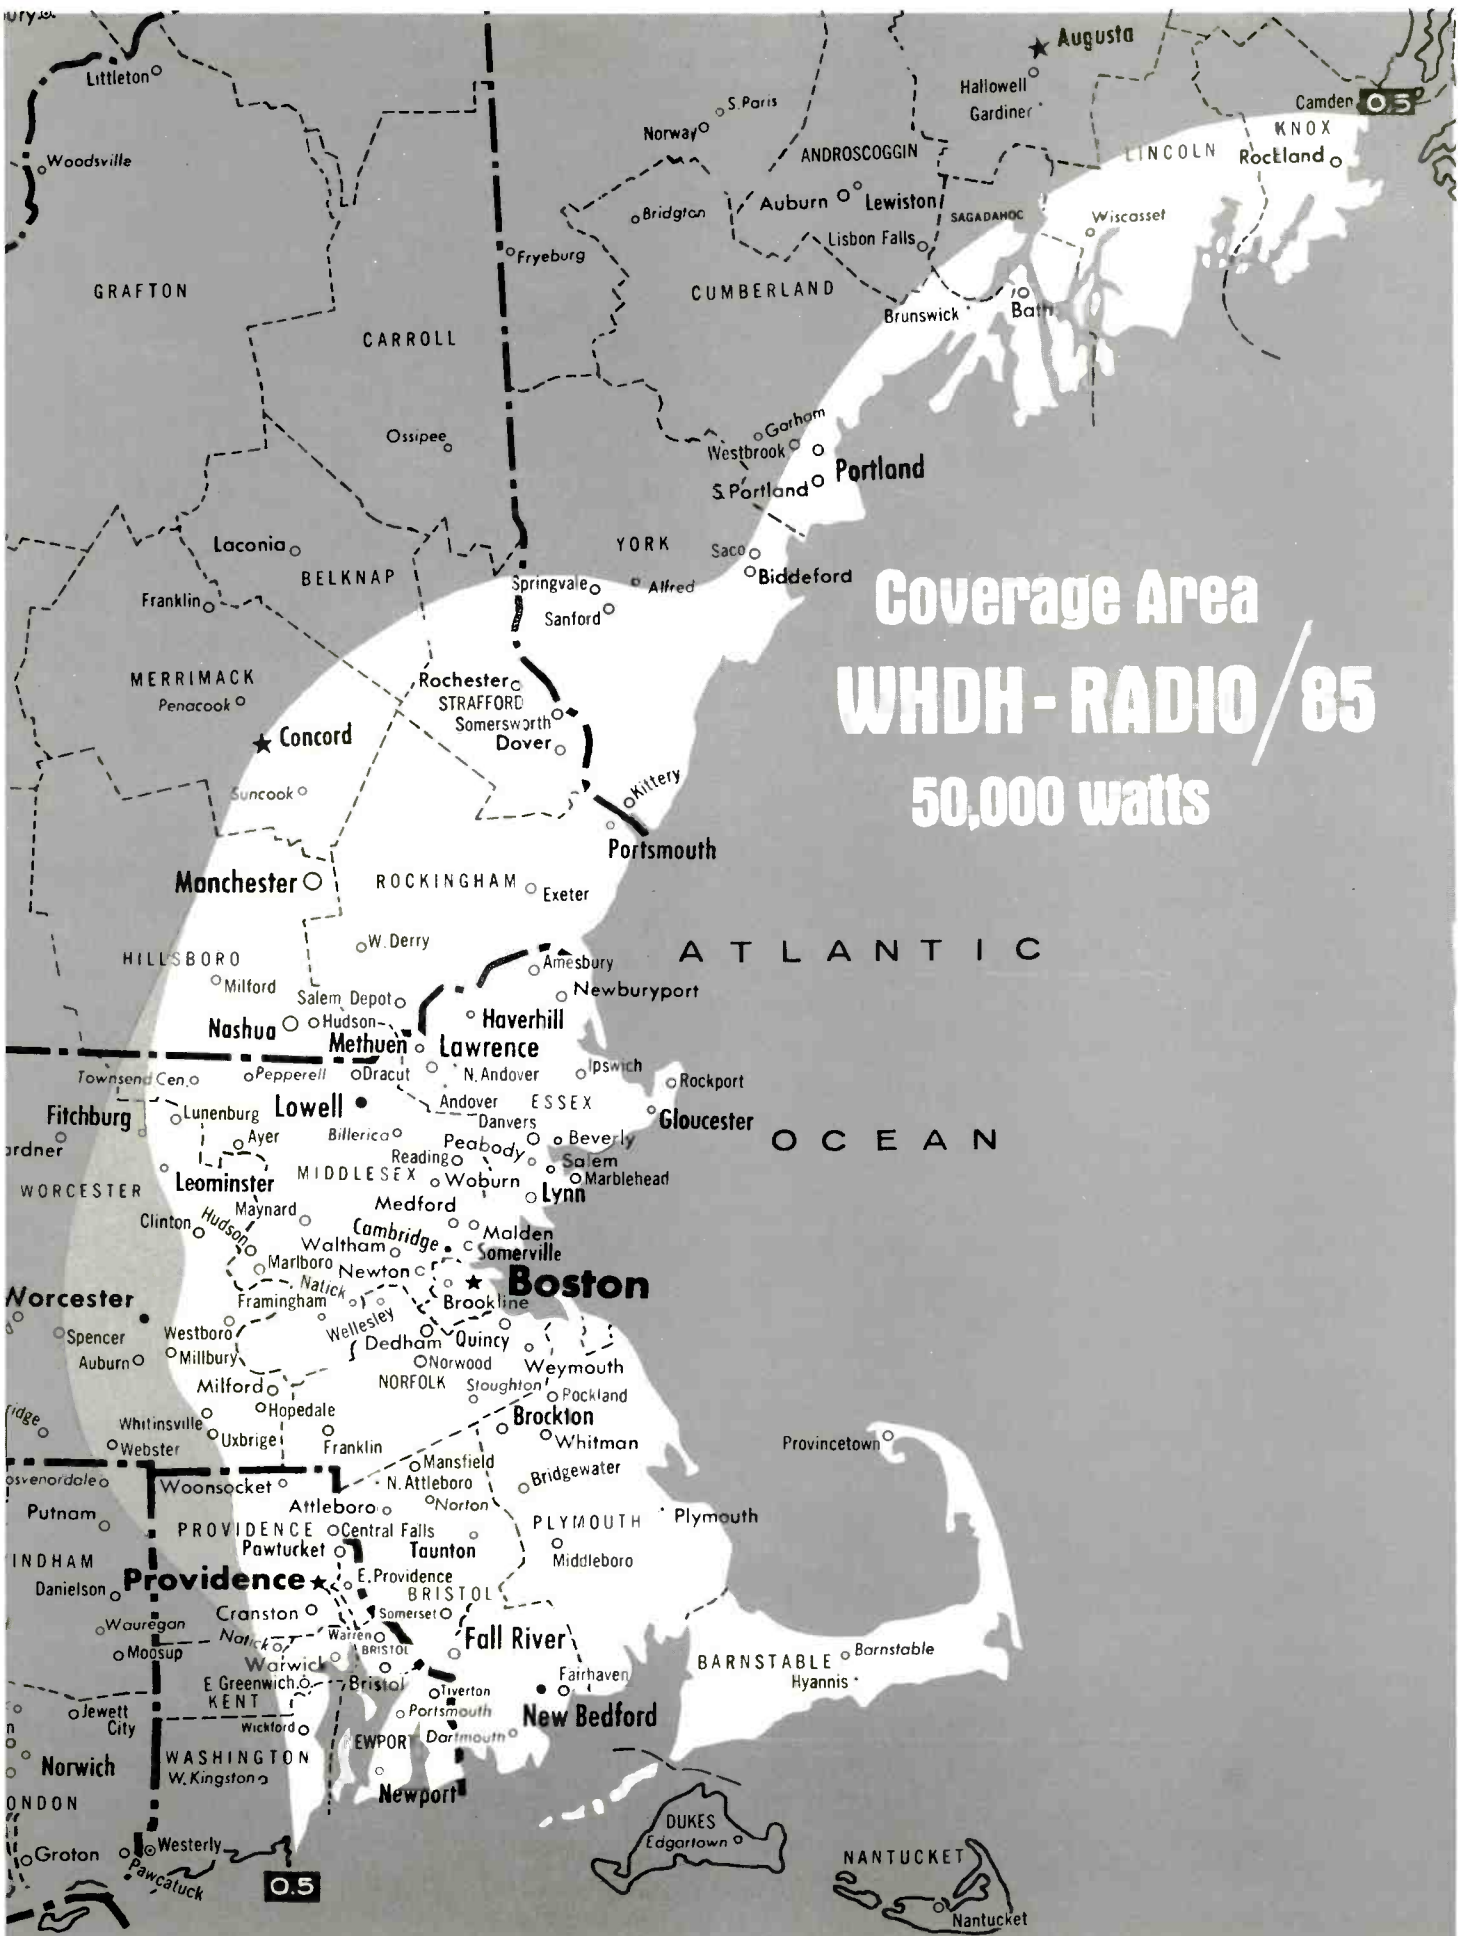 Augusta
Littleton
Hallowell
Gardiner
Camden
0.5
S. Paris
Norway
KNOX
Rockland
LINCOLN
ANDROSCOGGIN
Woodsville
Auburn
Lewiston
Bridgton
SAGADAHOC
Wiscasset
Lisbon Falls
Fryeburg
GRAFTON
CUMBERLAND
Brunswick
Bath
CARROLL
Gorham
Westbrook
Ossipee
Portland
S. Portland
Laconia
YORK
Saco
BELKNAP
Springvale
Alfred
Biddeford
Franklin
Sanford
Coverage Area
WHDH - RADIO / 85
50,000 watts
MERRIMACK
Penacook
Rochester
STRAFFORD
Somersworth
Dover
Concord
Suncook
Kittery
Portsmouth
Manchester
ROCKINGHAM
Exeter
W. Derry
ATLANTIC
HILLSBORO
Amesbury
Milford
Newburyport
Salem Depot
Nashua
Hudson
Haverhill
Methuen
Lawrence
Townsend Cen.
Pepperell
Dracut
N. Andover
Ipswich
Rockport
Fitchburg
Lunenburg
Lowell
Andover
ESSEX
Gloucester
Danvers
Ayer
Billerica
Peabody
Beverly
OCEAN
ardner
Reading
Salem
WORCESTER
Leominster
MIDDLESEX
Woburn
Marblehead
Lynn
Maynard
Medford
Clinton
Hudson
Cambridge
Malden
Waltham
Somerville
Marlboro
Newton
Natick
Boston
Worcester
Framingham
Brookline
Wellesley
Spencer
Westboro
Dedham
Quincy
Auburn
Millbury
Norwood
Weymouth
Milford
NORFOLK
Stoughton
Pockland
Hopedale
ridge
Whitinsville
Brockton
Uxbrige
Franklin
Whitman
Provincetown
Webster
Mansfield
osvenordale
Woonsocket
N. Attleboro
Bridgewater
Attleboro
Norton
Putnam
PROVIDENCE
Central Falls
PLYMOUTH
Plymouth
Pawtucket
Taunton
INDHAM
Middleboro
Danielson
Providence
E. Providence
BRISTOL
Cranston
Somerset
Wauregan
Natick
Warren
Fall River
Moosup
BRISTOL
BARNSTABLE
Barnstable
Warwick
E Greenwich
Bristol
Fairhaven
Hyannis
KENT
Tiverton
Jewett
City
Portsmouth
New Bedford
Wickford
EWPORT
Dartmouth
WASHINGTON
Norwich
W. Kingston
Newport
ONDON
DUKES
Edgartown
Groton
Westerly
NANTUCKET
Pawcatuck
0.5
Nantucket